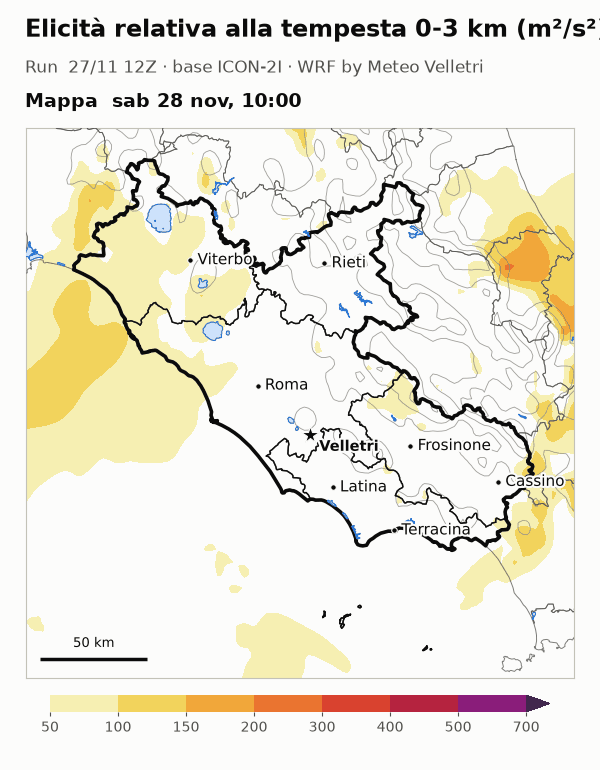 Elicità relativa alla tempesta 0-3 km (m²/s²)
Run  27/11 12Z · base ICON-2I · WRF by Meteo Velletri
Mappa  sab 28 nov, 10:00
Viterbo
Rieti
Roma
Velletri
Frosinone
Cassino
Latina
Terracina
50 km
50 100 150 200 300 400 500 700